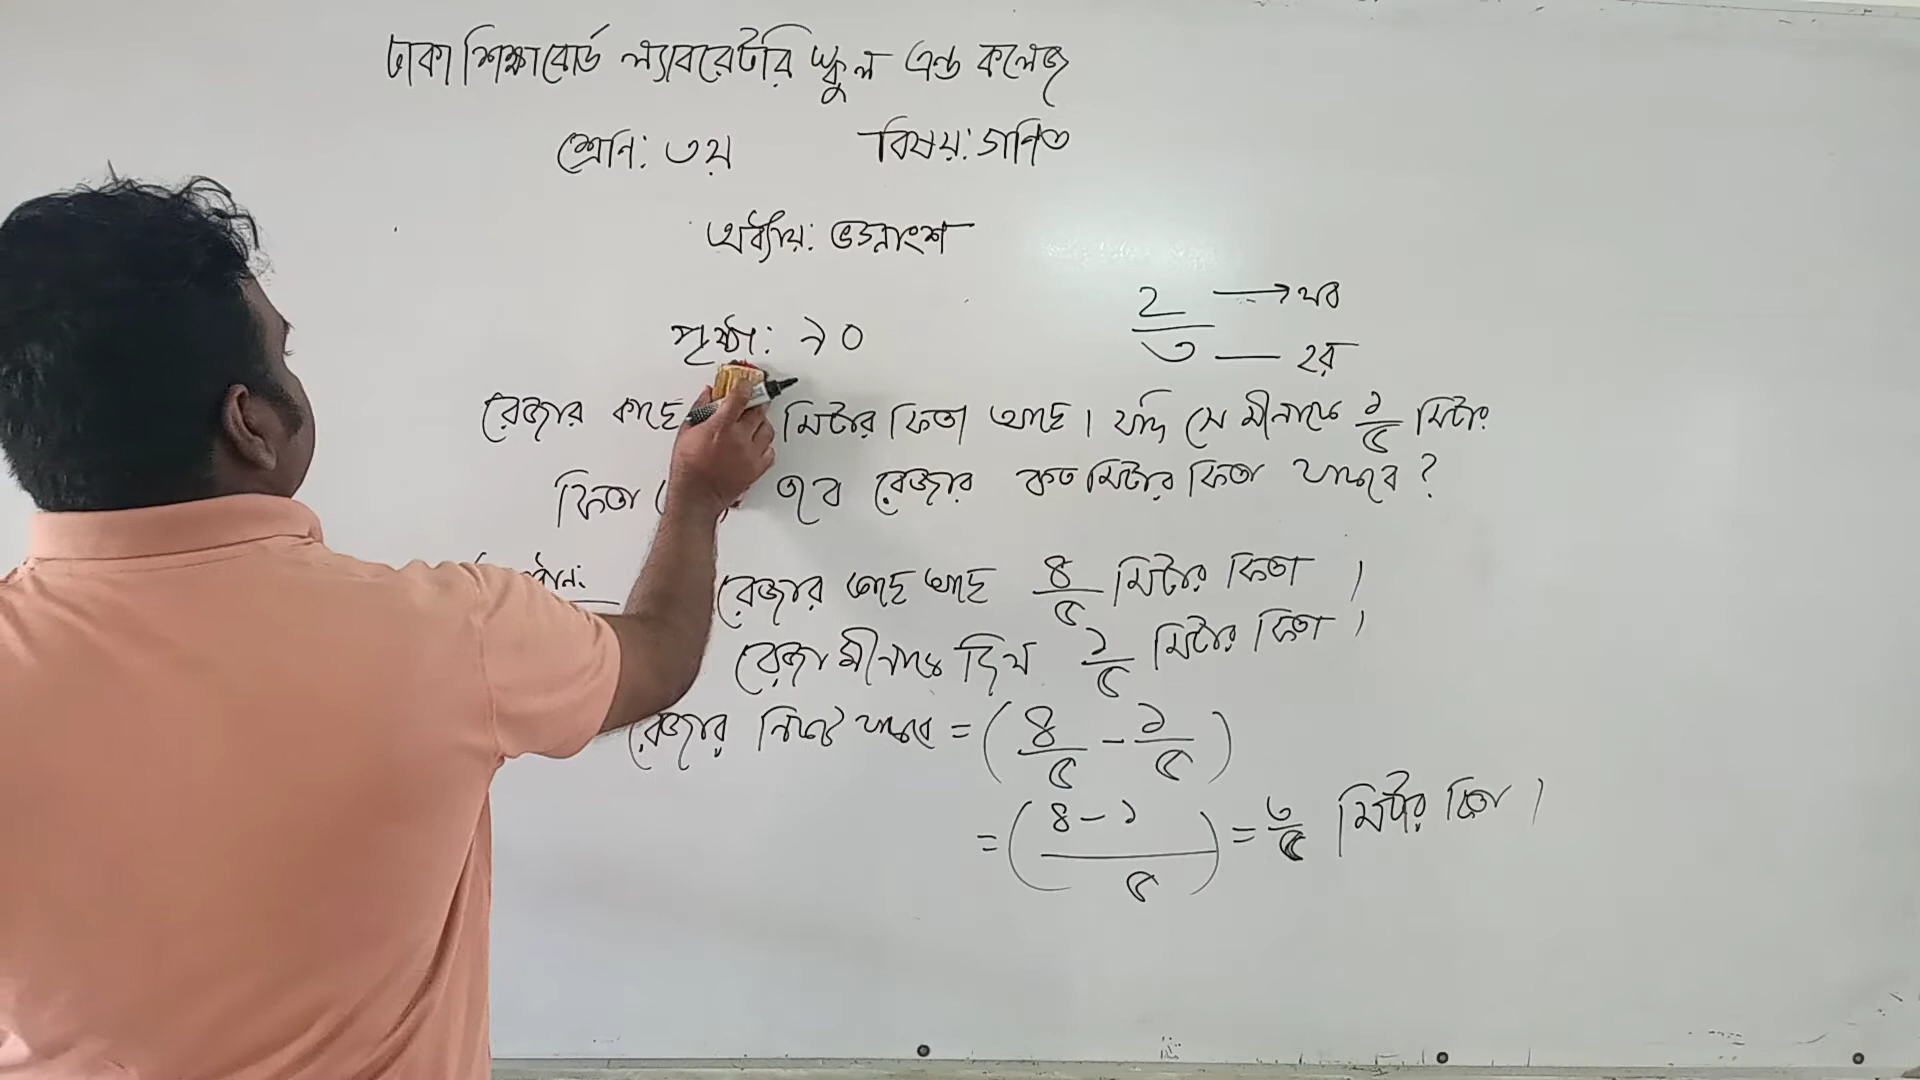 ঢাকা শিক্ষা বোর্ড ল্যাবরেটরি স্কুল এন্ড কলেজ
শ্রেনি: ৩য় বিষয়: গণিত
অধ্যায়: ভগ্নাংশ
পৃষ্ঠা: ৯০
২/৩ → লব — হর
রেজার কাছে মিটার ফিতা আছে। যদি সে মীনাকে ১/৫ মিটার
ফিতা তবে রেজার কত মিটার ফিতা থাকবে?
রেজার কাছে আছে ৪/৫ মিটার ফিতা।
রেজা মীনাকে দিল ১/৫ মিটার ফিতা।
রেজার নিকট থাকবে = (৪/৫ - ১/৫)
= (৪ - ১/৫) = ৩/৫ মিটার ফিতা।